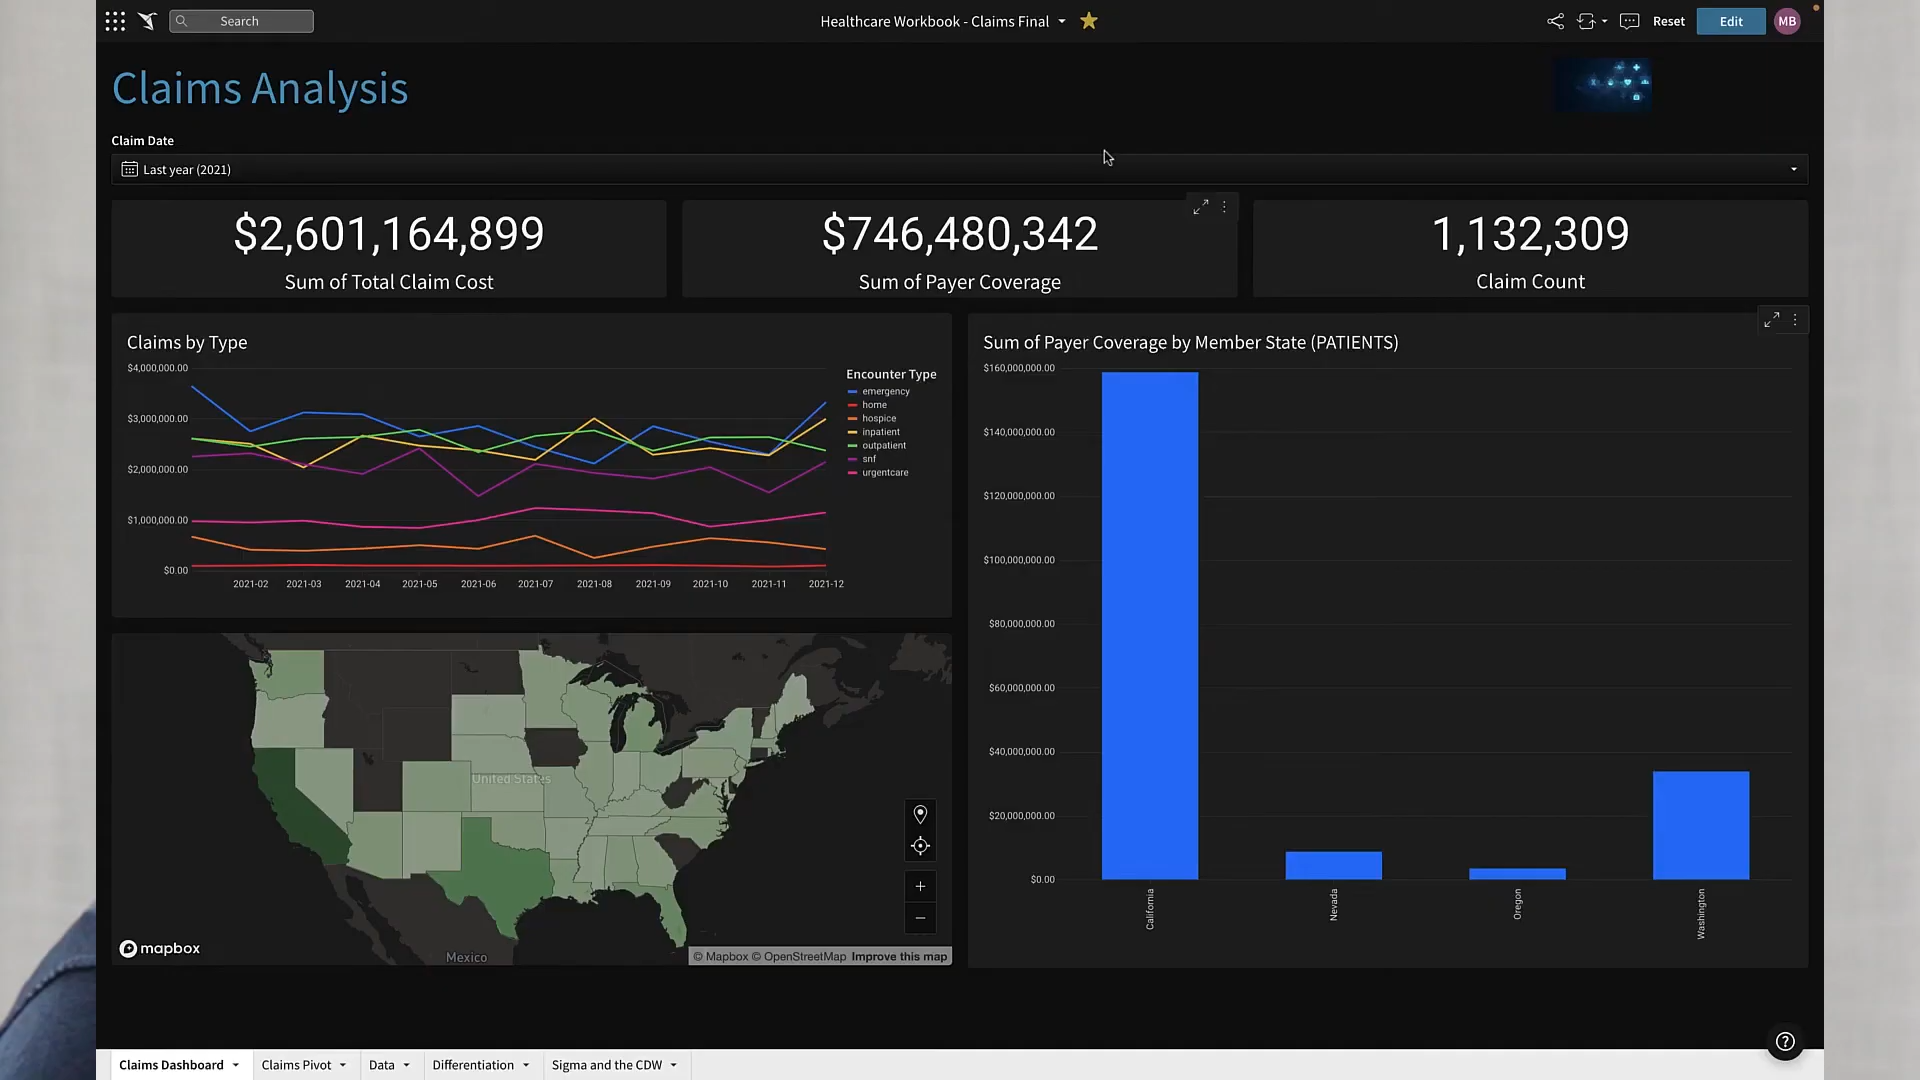 Search
Healthcare Workbook - Claims Final
Reset
Edit
MB
Claims Analysis
Claim Date
Last year (2021)
$2,601,164,899
Sum of Total Claim Cost
$746,480,342
Sum of Payer Coverage
1,132,309
Claim Count
Claims by Type
$4,000,000.00
$3,000,000.00
$2,000,000.00
$1,000,000.00
$0.00
2021-02 2021-03 2021-04 2021-05 2021-06 2021-07 2021-08 2021-09 2021-10 2021-11 2021-12
Encounter Type
emergency
home
hospice
inpatient
outpatient
snf
urgentcare
Sum of Payer Coverage by Member State (PATIENTS)
$160,000,000.00
$140,000,000.00
$120,000,000.00
$100,000,000.00
$80,000,000.00
$60,000,000.00
$40,000,000.00
$20,000,000.00
$0.00
California
Nevada
Oregon
Washington
United States
Mexico
mapbox
© Mapbox © OpenStreetMap Improve this map
Claims Dashboard
Claims Pivot
Data
Differentiation
Sigma and the CDW